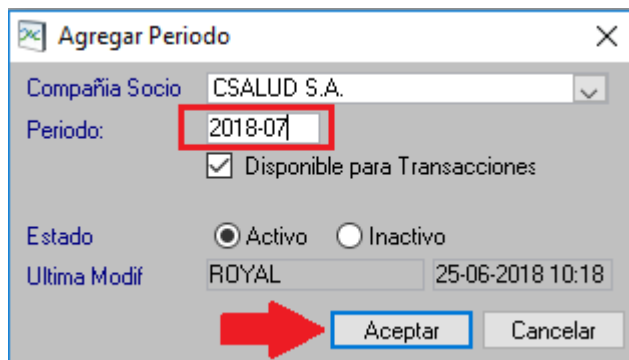 Agregar Periodo
Compañia Socio CSALUD S.A.
Periodo: 2018-07
Disponible para Transacciones
Estado Activo Inactivo
Ultima Modif ROYAL 25-06-2018 10:18
Aceptar Cancelar